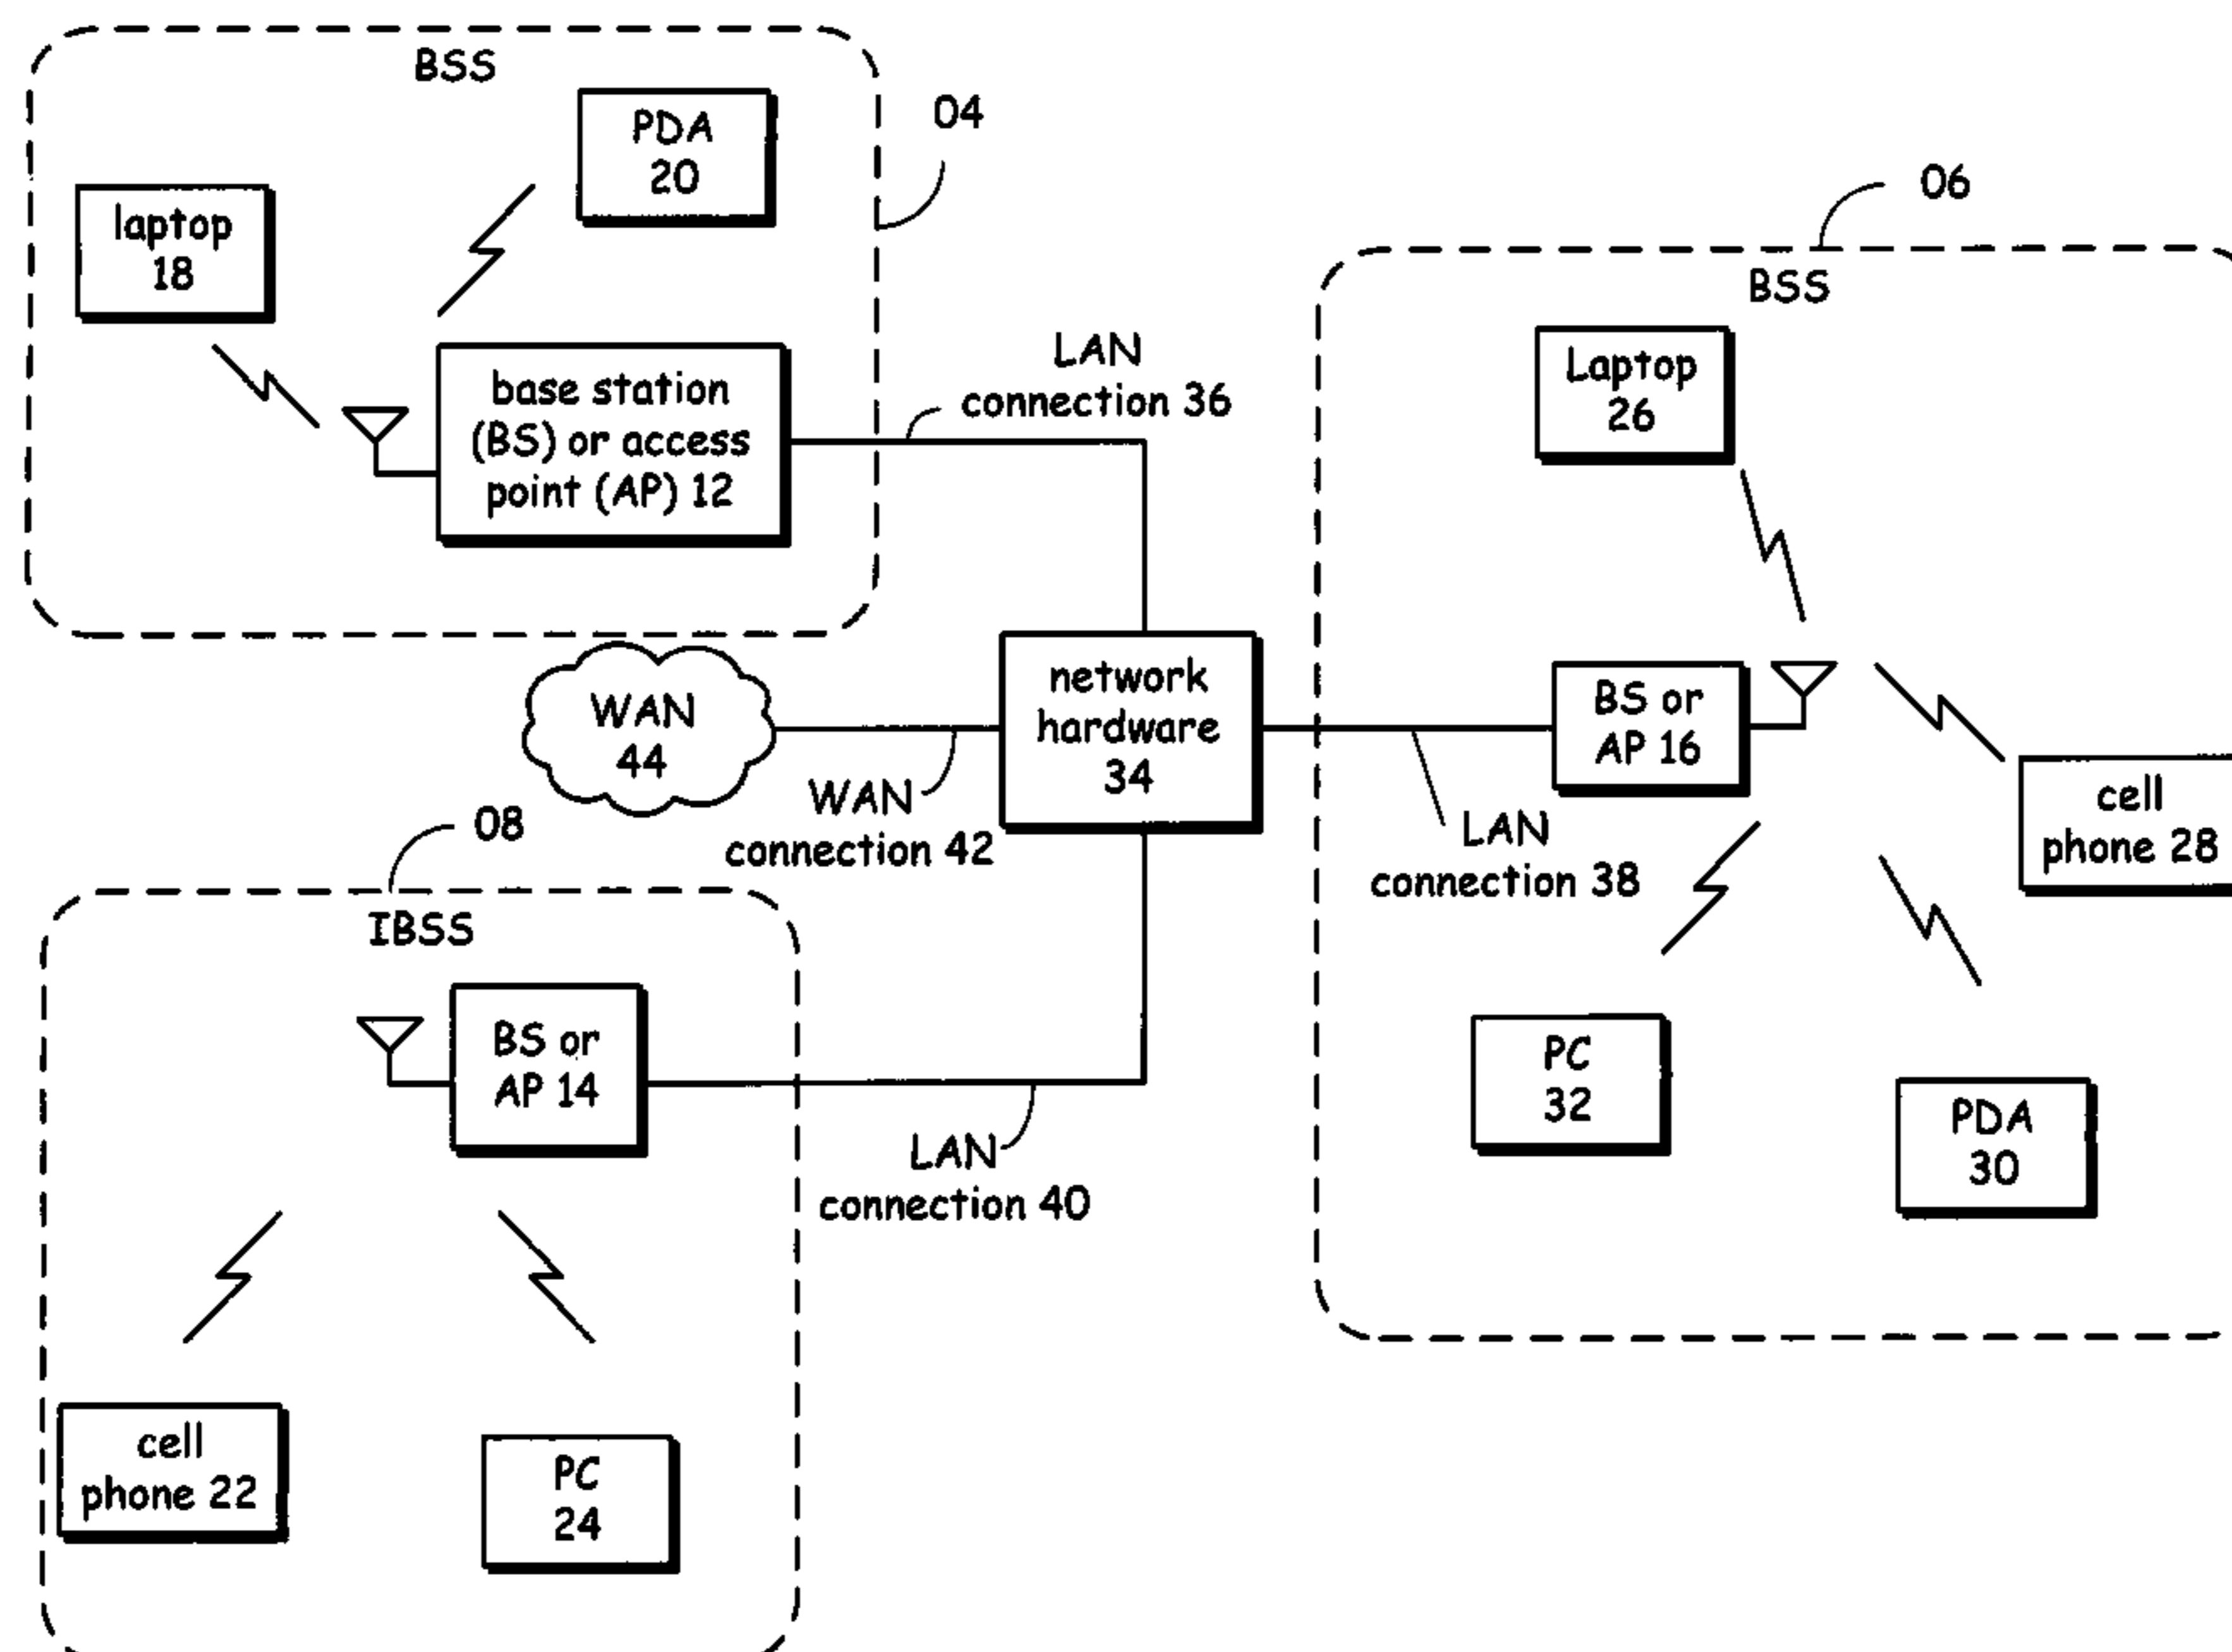 BSS
PDA
20
04
laptop
18
base station
(BS) or access
point (AP) 12
LAN
connection 36
06
BSS
Laptop
26
WAN
44
WAN
connection 42
network
hardware
34
BS or
AP 16
LAN
connection 38
cell
phone 28
PC
32
PDA
30
08
IBSS
BS or
AP 14
LAN
connection 40
cell
phone 22
PC
24